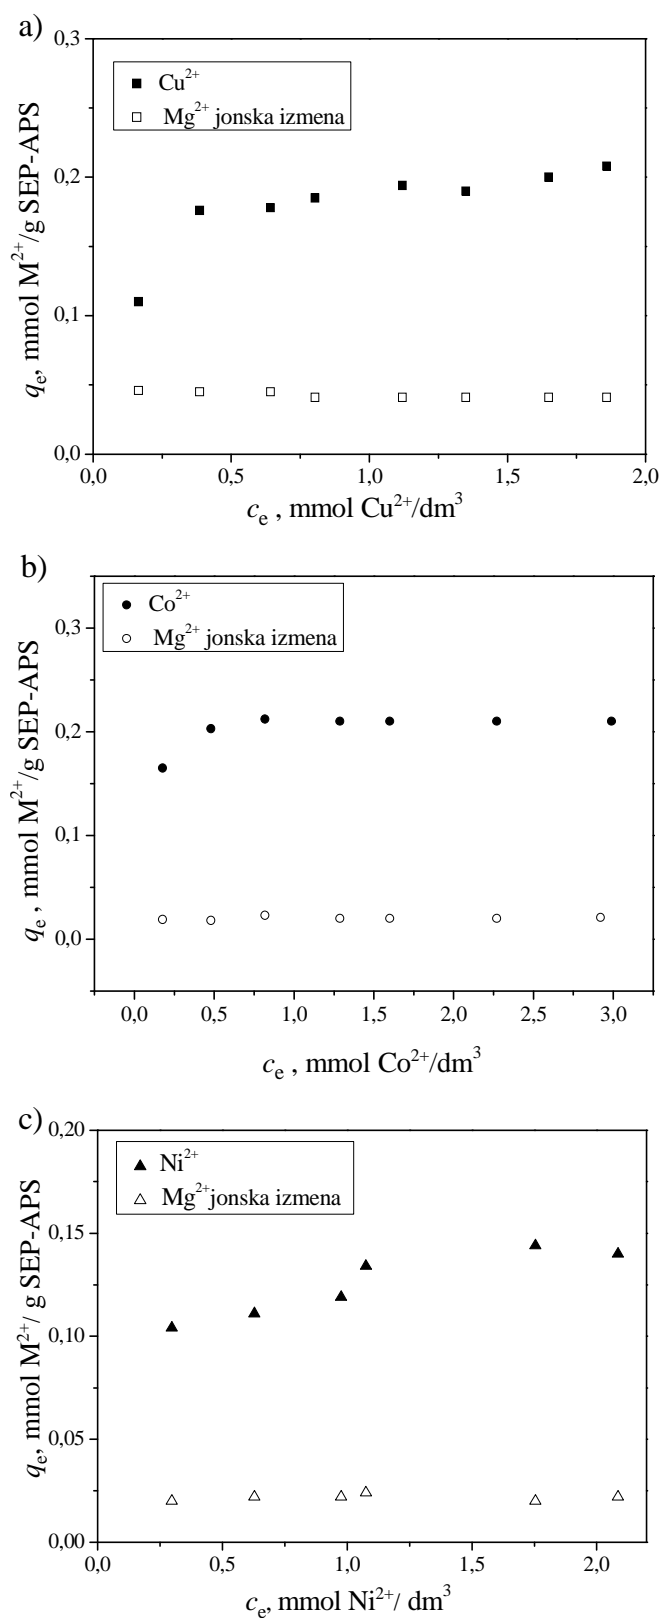 a)
0,3
Cu²⁺
Mg²⁺ jonska izmena
0,2
0,1
0,0
qₑ, mmol M²⁺/g SEP-APS
0,0 0,5 1,0 1,5 2,0
cₑ , mmol Cu²⁺/dm³
b)
Co²⁺
Mg²⁺ jonska izmena
0,3
0,2
0,1
0,0
qₑ , mmol M²⁺/g SEP-APS
0,0 0,5 1,0 1,5 2,0 2,5 3,0
cₑ , mmol Co²⁺/dm³
c)
0,20
Ni²⁺
Mg²⁺jonska izmena
0,15
0,10
0,05
0,00
qₑ, mmol M²⁺/ g SEP-APS
0,0 0,5 1,0 1,5 2,0
cₑ, mmol Ni²⁺/ dm³